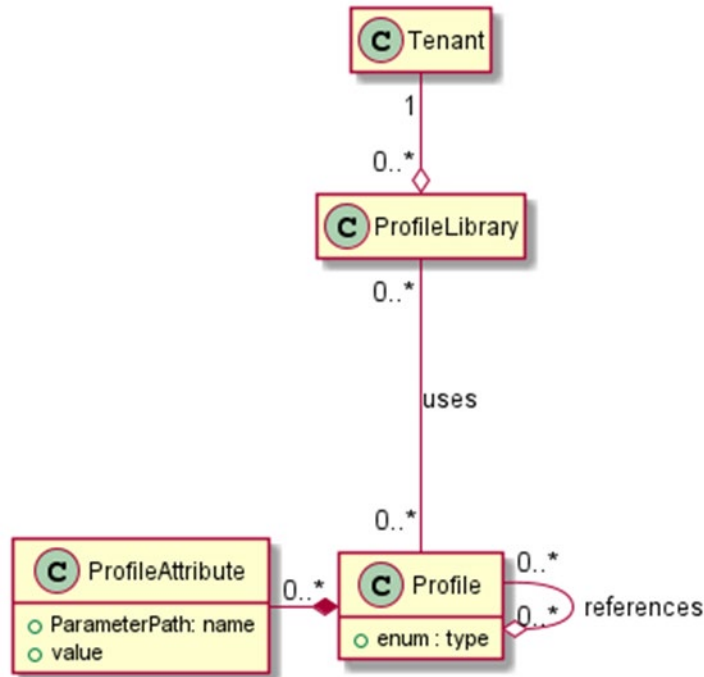 C Tenant
1
0..*
C ProfileLibrary
0..*
uses
0..*
C ProfileAttribute
ParameterPath: name
value
0..*
C Profile
enum : type
0..*
0..*
references